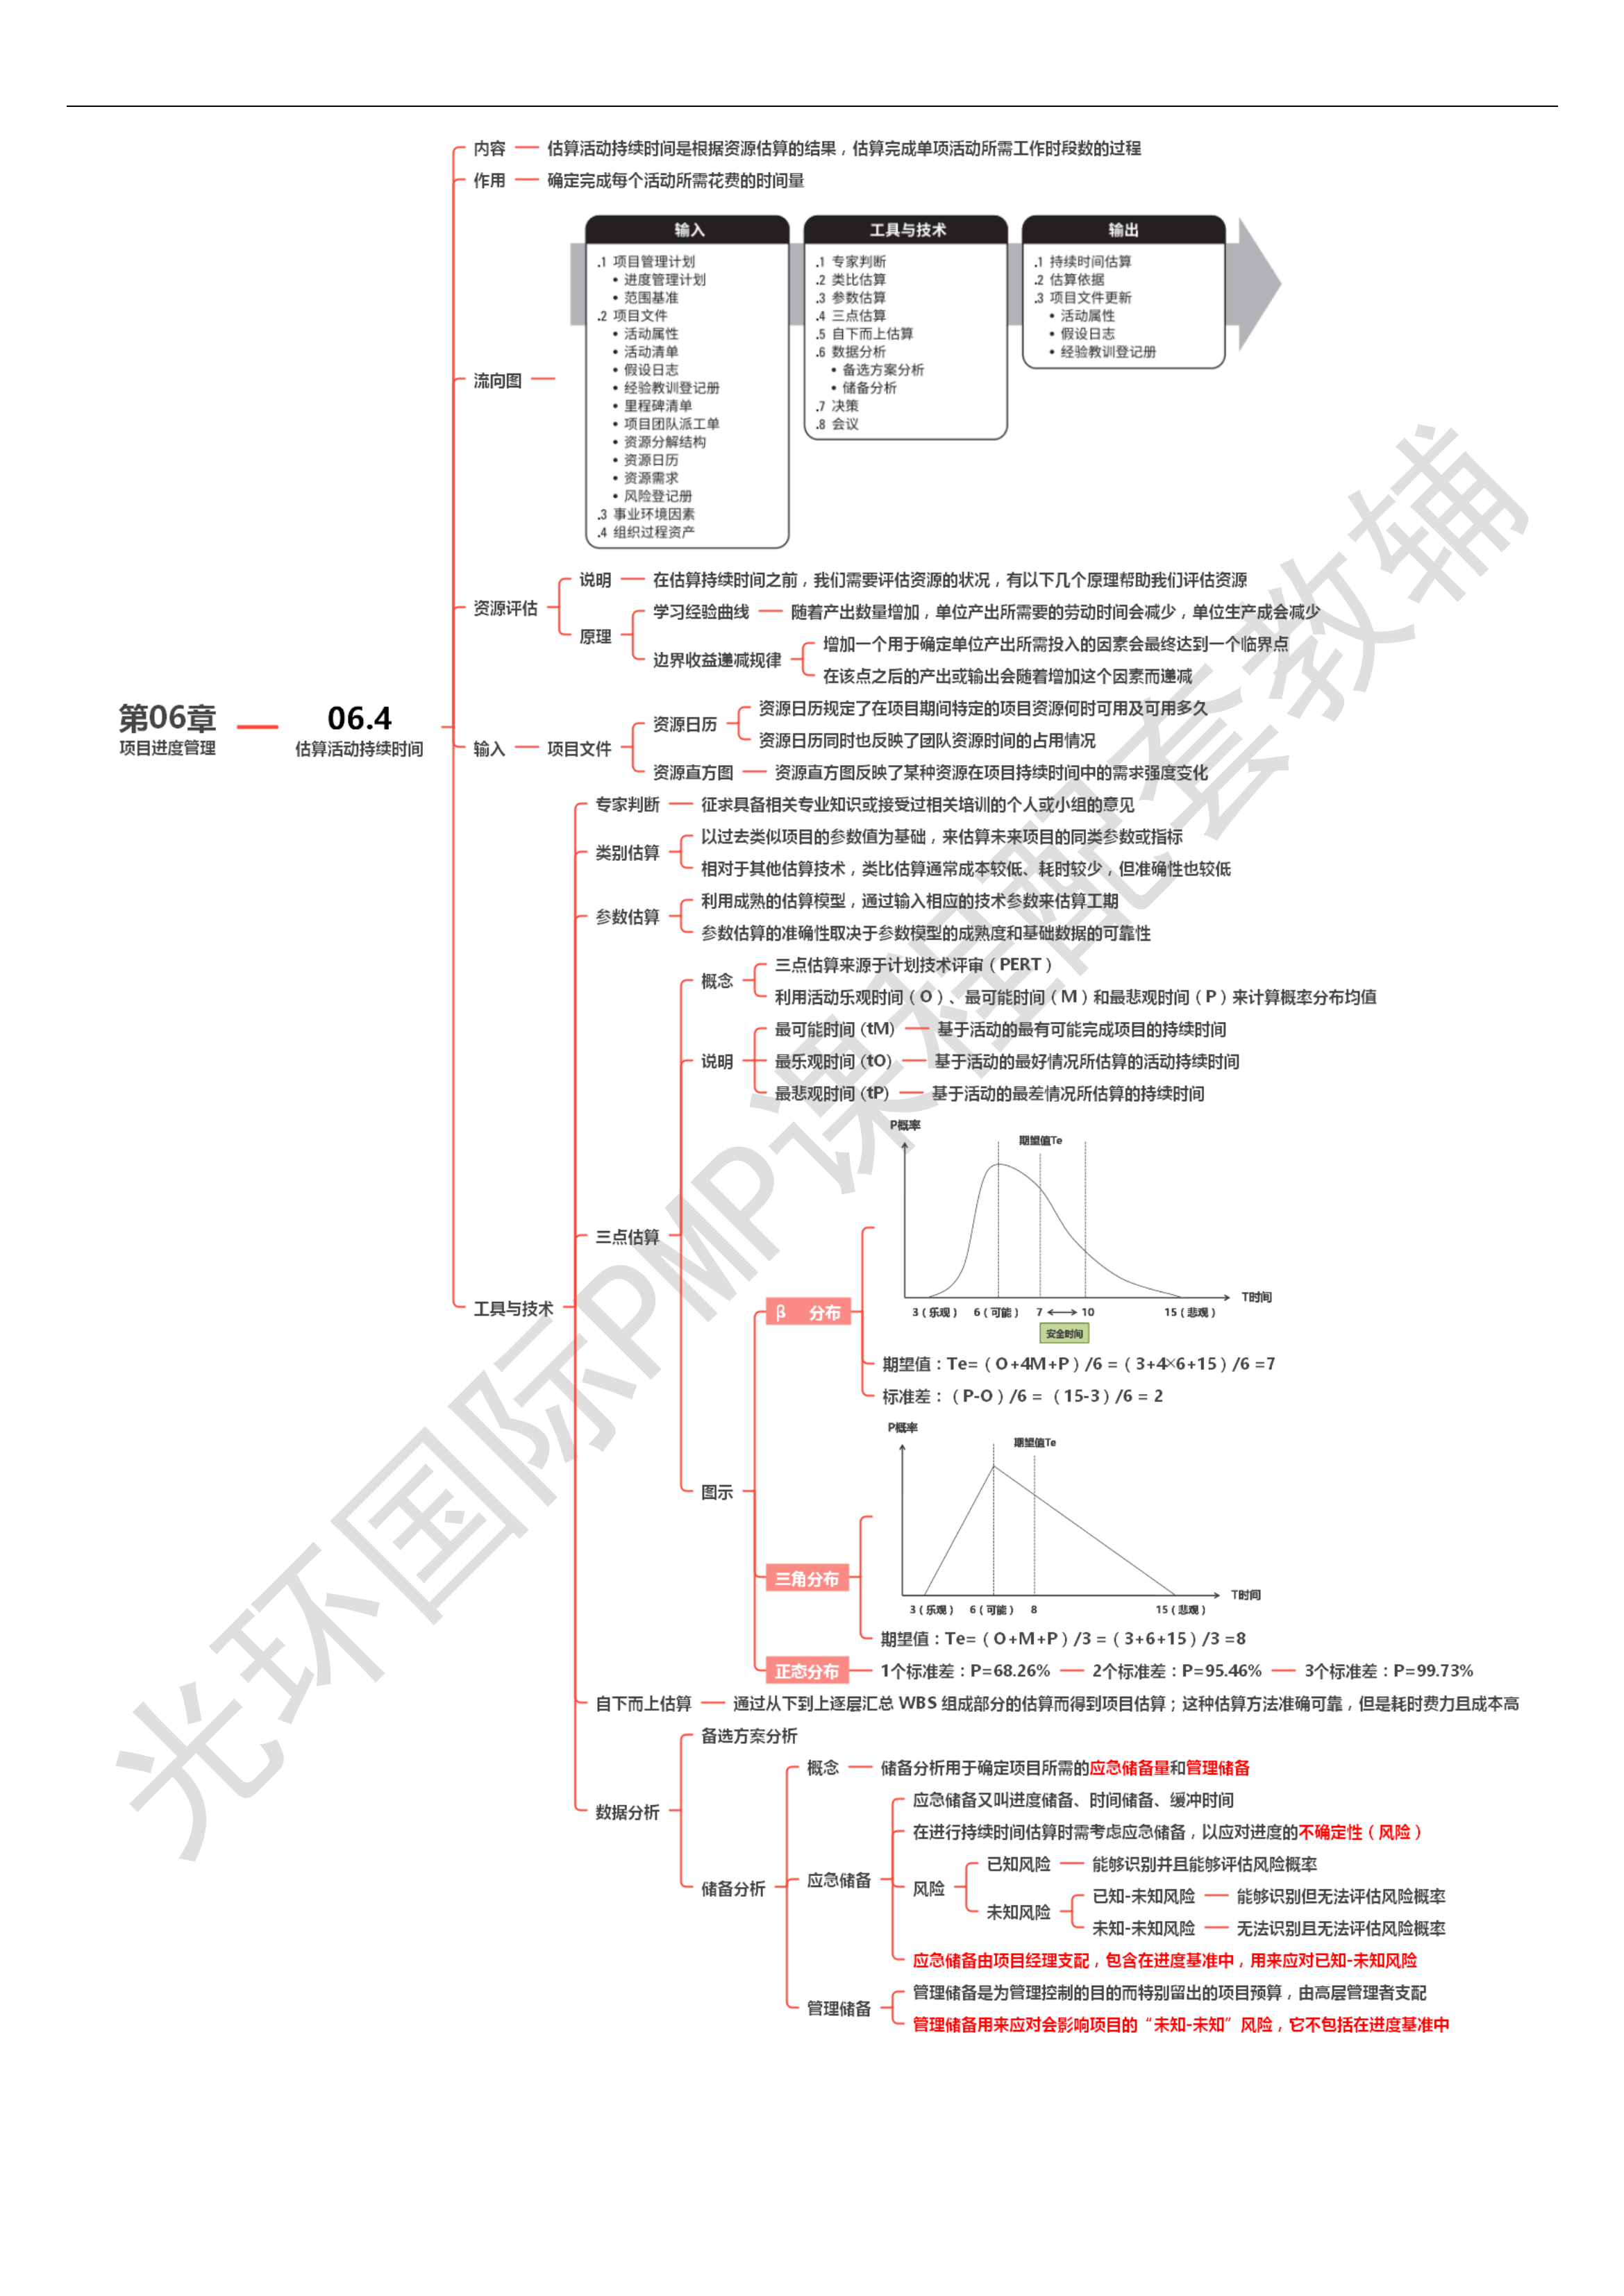 第06章
项目进度管理
06.4
估算活动持续时间
内容
估算活动持续时间是根据资源估算的结果，估算完成单项活动所需工作时段数的过程
作用
确定完成每个活动所需花费的时间量
流向图
输入
.1 项目管理计划
• 进度管理计划
• 范围基准
.2 项目文件
• 活动属性
• 活动清单
• 假设日志
• 经验教训登记册
• 里程碑清单
• 项目团队派工单
• 资源分解结构
• 资源日历
• 资源需求
• 风险登记册
.3 事业环境因素
.4 组织过程资产
工具与技术
.1 专家判断
.2 类比估算
.3 参数估算
.4 三点估算
.5 自下而上估算
.6 数据分析
• 备选方案分析
• 储备分析
.7 决策
.8 会议
输出
.1 持续时间估算
.2 估算依据
.3 项目文件更新
• 活动属性
• 假设日志
• 经验教训登记册
资源评估
说明
在估算持续时间之前，我们需要评估资源的状况，有以下几个原理帮助我们评估资源
原理
学习经验曲线
随着产出数量增加，单位产出所需要的劳动时间会减少，单位生产成会减少
边界收益递减规律
增加一个用于确定单位产出所需投入的因素会最终达到一个临界点
在该点之后的产出或输出会随着增加这个因素而递减
输入
项目文件
资源日历
资源日历规定了在项目期间特定的项目资源何时可用及可用多久
资源日历同时也反映了团队资源时间的占用情况
资源直方图
资源直方图反映了某种资源在项目持续时间中的需求强度变化
工具与技术
专家判断
征求具备相关专业知识或接受过相关培训的个人或小组的意见
类别估算
以过去类似项目的参数值为基础，来估算未来项目的同类参数或指标
相对于其他估算技术，类比估算通常成本较低、耗时较少，但准确性也较低
参数估算
利用成熟的估算模型，通过输入相应的技术参数来估算工期
参数估算的准确性取决于参数模型的成熟度和基础数据的可靠性
三点估算
概念
三点估算来源于计划技术评审（PERT）
利用活动乐观时间（O）、最可能时间（M）和最悲观时间（P）来计算概率分布均值
说明
最可能时间 (tM)
基于活动的最有可能完成项目的持续时间
最乐观时间 (tO)
基于活动的最好情况所估算的活动持续时间
最悲观时间 (tP)
基于活动的最差情况所估算的持续时间
图示
β 分布
P概率
期望值Te
T时间
3（乐观） 6（可能） 7 10 15（悲观）
安全时间
期望值：Te=（O+4M+P）/6 =（3+4×6+15）/6 =7
标准差：（P-O）/6 = （15-3）/6 = 2
三角分布
P概率
期望值Te
T时间
3（乐观） 6（可能） 8 15（悲观）
期望值：Te=（O+M+P）/3 =（3+6+15）/3 =8
正态分布
1个标准差：P=68.26%
2个标准差：P=95.46%
3个标准差：P=99.73%
自下而上估算
通过从下到上逐层汇总 WBS 组成部分的估算而得到项目估算；这种估算方法准确可靠，但是耗时费力且成本高
数据分析
备选方案分析
储备分析
概念
储备分析用于确定项目所需的应急储备量和管理储备
应急储备
应急储备又叫进度储备、时间储备、缓冲时间
在进行持续时间估算时需考虑应急储备，以应对进度的不确定性（风险）
风险
已知风险
能够识别并且能够评估风险概率
未知风险
已知-未知风险
能够识别但无法评估风险概率
未知-未知风险
无法识别且无法评估风险概率
应急储备由项目经理支配，包含在进度基准中，用来应对已知-未知风险
管理储备
管理储备是为管理控制的目的而特别留出的项目预算，由高层管理者支配
管理储备用来应对会影响项目的“未知-未知”风险，它不包括在进度基准中
光环国际PMP课程配套教辅